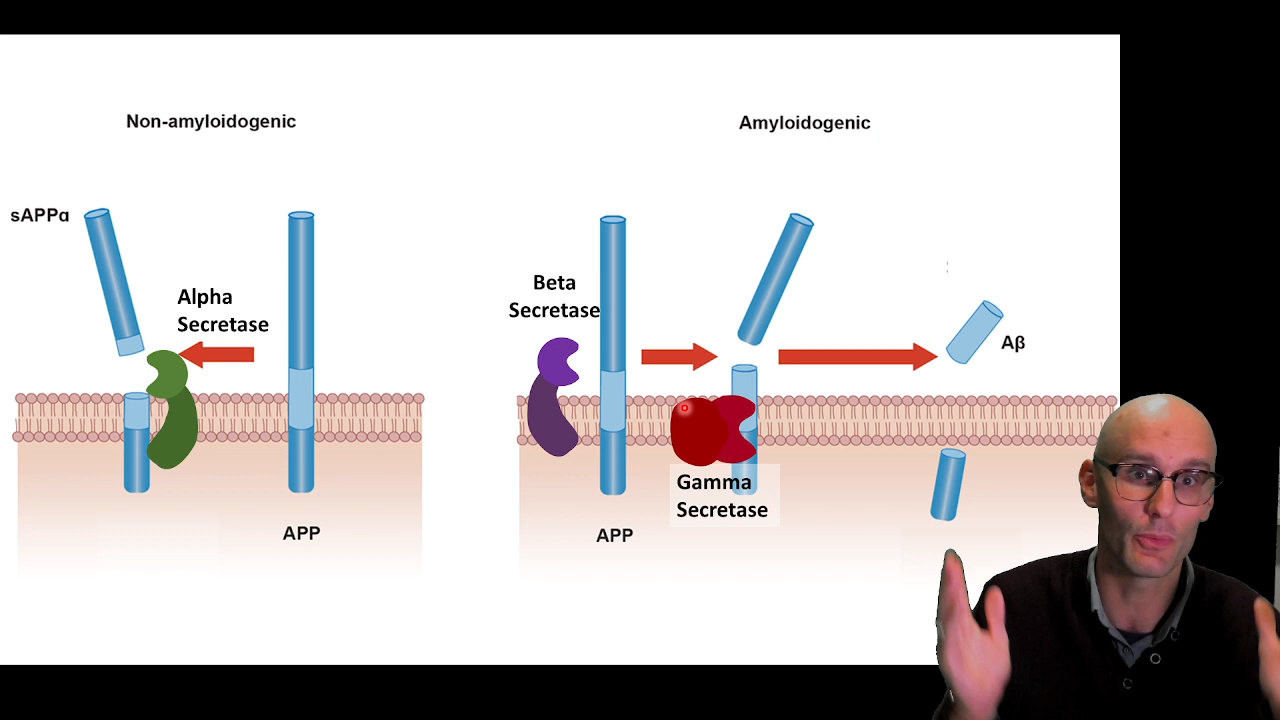 Non-amyloidogenic
Amyloidogenic
sAPPα
Alpha
Secretase
APP
Beta
Secretase
Aβ
Gamma
Secretase
APP